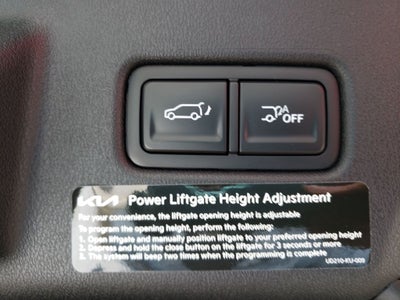 A
OFF
KIA Power Liftgate Height Adjustment
For your convenience, the liftgate opening height is adjustable
To program the opening height, perform the following:
1. Open liftgate and manually position liftgate to your preferred opening height
2. Depress and hold the close button on the liftgate for 3 seconds or more
3. The system will beep two times when the programming is complete
UD210-KU-009